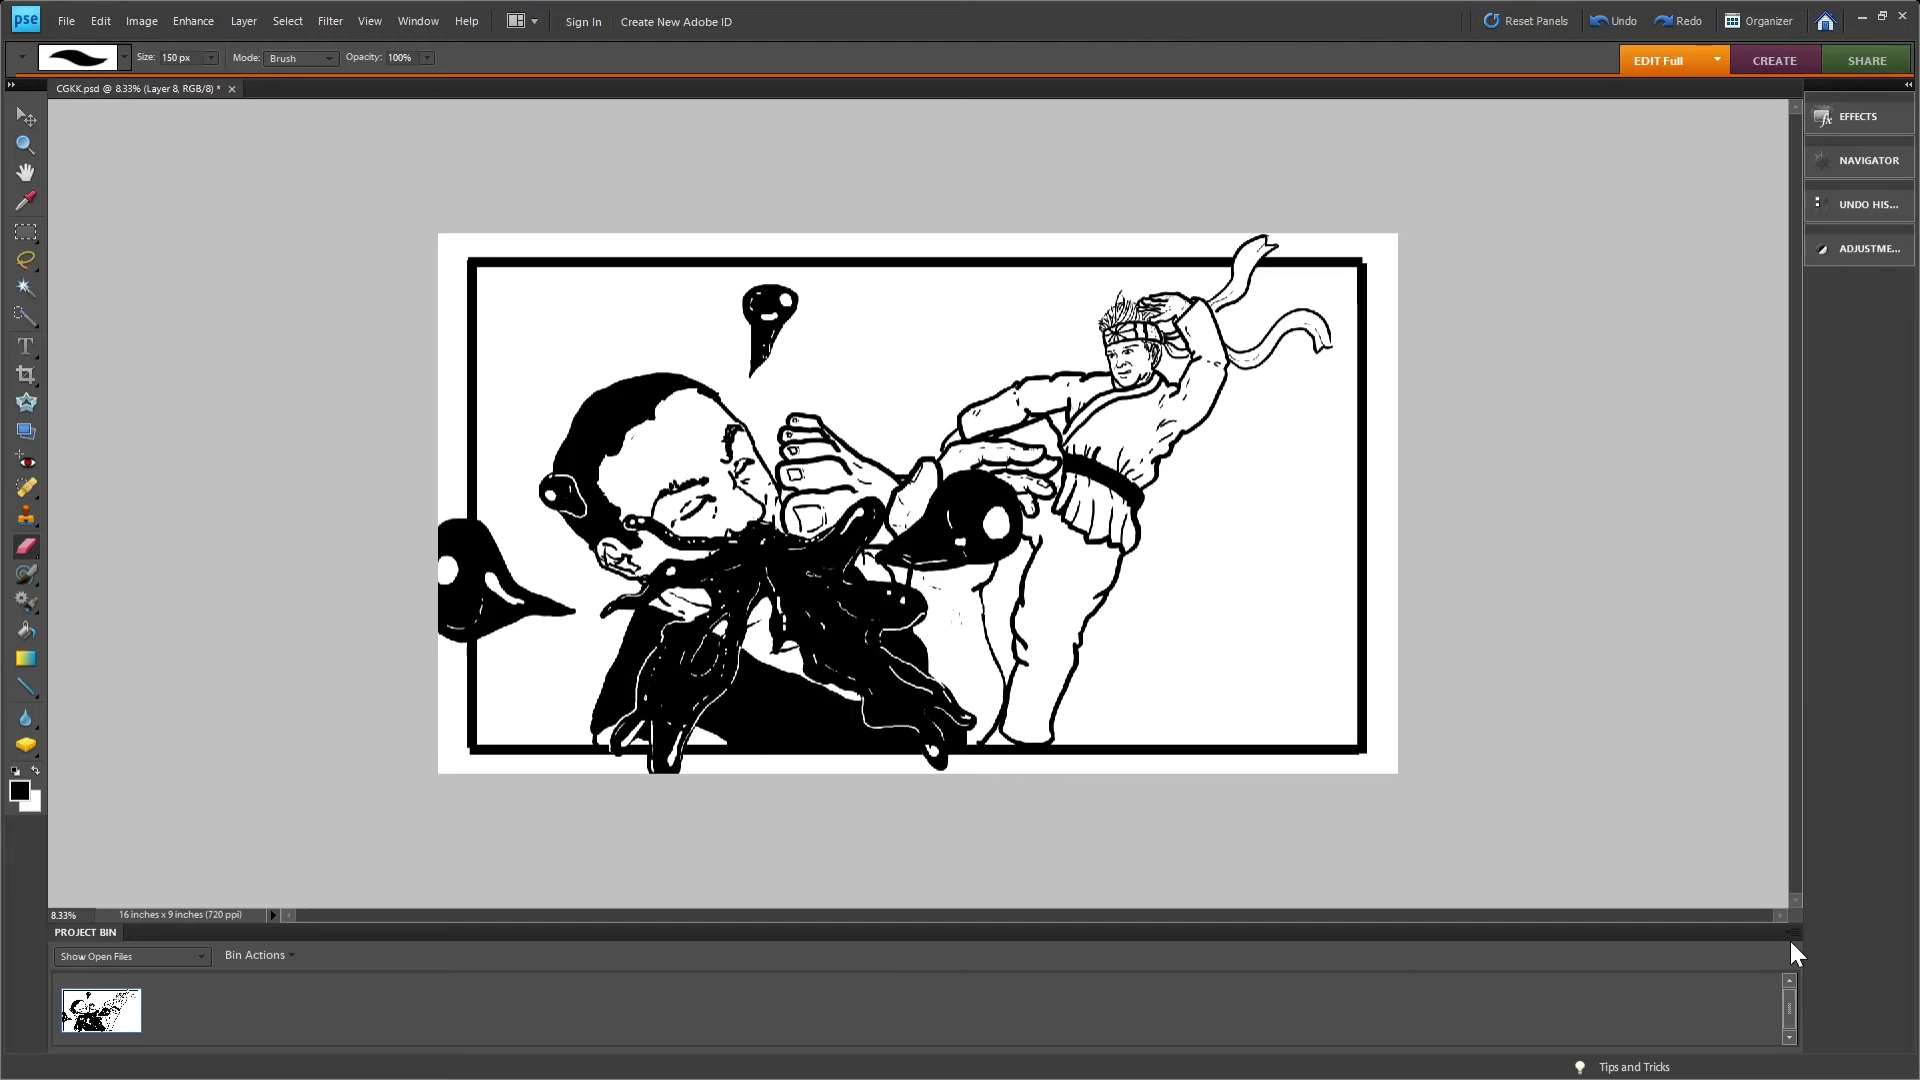 pse File Edit Image Enhance Layer Select Filter View Window Help Sign In Create New Adobe ID Reset Panels Undo Redo Organizer
Size: 150 px Mode: Brush Opacity: 100% EDIT Full CREATE SHARE
CGKK.psd @ 8.33% (Layer 8, RGB/8) *
EFFECTS
NAVIGATOR
UNDO HIS...
ADJUSTME...
8.33% 16 inches x 9 inches (720 ppi)
PROJECT BIN
Show Open Files Bin Actions
Tips and Tricks